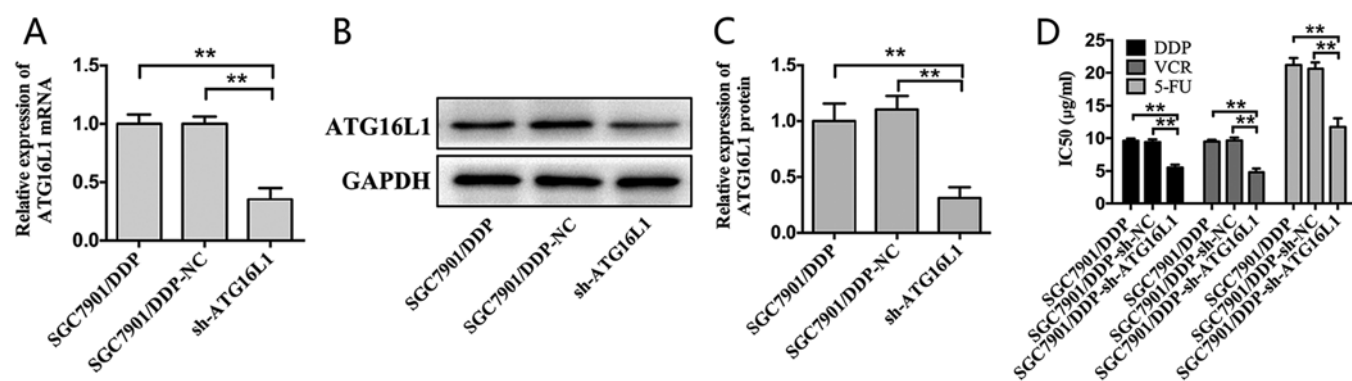 A
Relative expression of
ATG16L1 mRNA
1.5
1.0
0.5
0.0
**
**
SGC7901/DDP
SGC7901/DDP-NC
sh-ATG16L1
B
ATG16L1
GAPDH
SGC7901/DDP
SGC7901/DDP-NC
sh-ATG16L1
C
Relative expression of
ATG16L1 protein
1.5
1.0
0.5
0.0
**
**
SGC7901/DDP
SGC7901/DDP-NC
sh-ATG16L1
D
IC50 (μg/ml)
25
20
15
10
5
0
DDP
VCR
5-FU
**
**
**
**
**
**
SGC7901/DDP
SGC7901/DDP-sh-NC
SGC7901/DDP-sh-ATG16L1
SGC7901/DDP
SGC7901/DDP-sh-NC
SGC7901/DDP-sh-ATG16L1
SGC7901/DDP
SGC7901/DDP-sh-NC
SGC7901/DDP-sh-ATG16L1